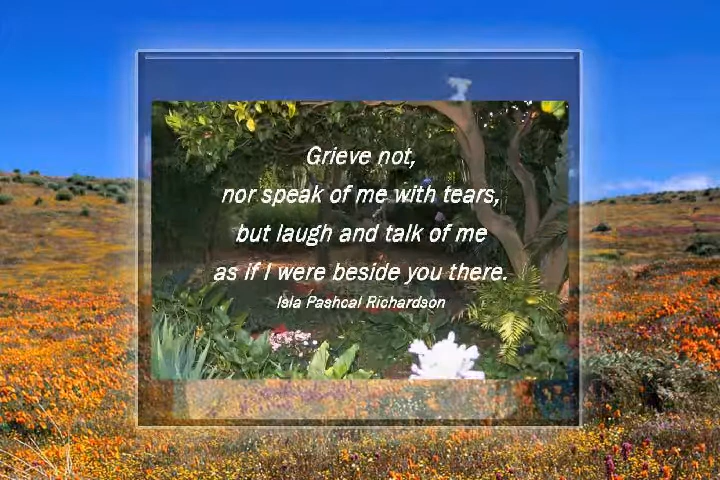 Grieve not,
nor speak of me with tears,
but laugh and talk of me
as if I were beside you there.
Isla Pashcal Richardson